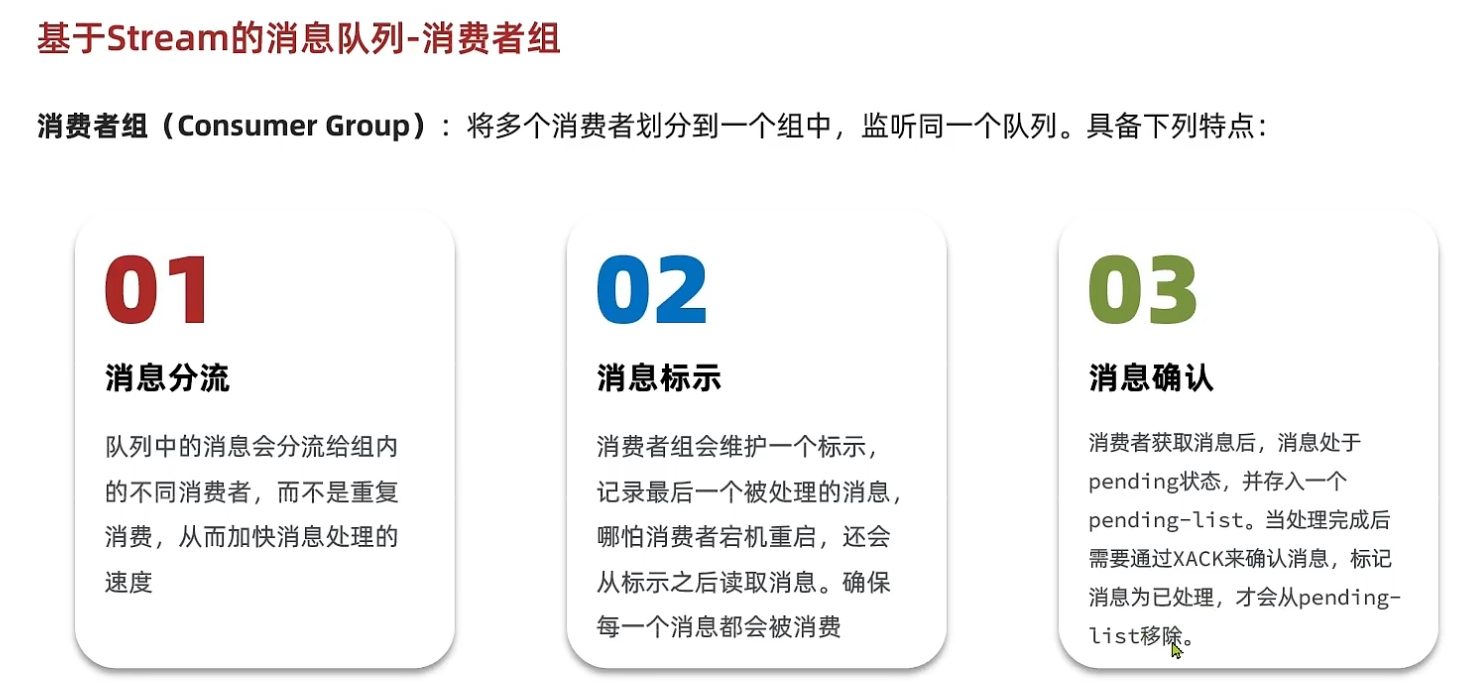 基于Stream的消息队列-消费者组
消费者组（Consumer Group）：将多个消费者划分到一个组中，监听同一个队列。具备下列特点：
01
消息分流
队列中的消息会分流给组内
的不同消费者，而不是重复
消费，从而加快消息处理的
速度
02
消息标示
消费者组会维护一个标示，
记录最后一个被处理的消息，
哪怕消费者宕机重启，还会
从标示之后读取消息。确保
每一个消息都会被消费
03
消息确认
消费者获取消息后，消息处于
pending状态，并存入一个
pending-list。当处理完成后
需要通过XACK来确认消息，标记
消息为已处理，才会从pending-
list移除。